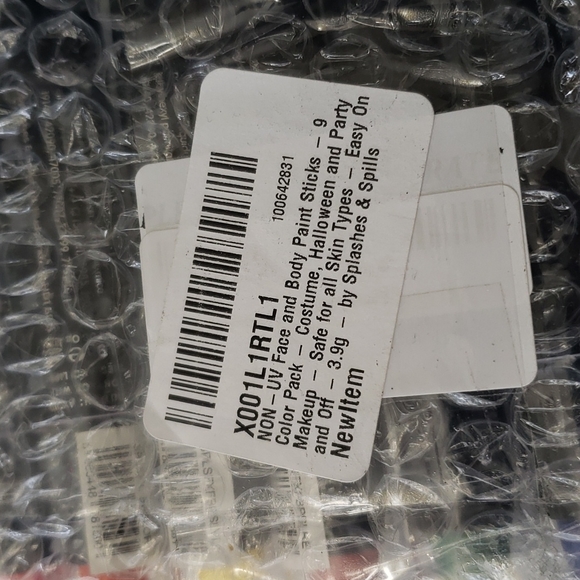 100642831
X001L1RTL1
NON-UV Face and Body Paint Sticks - 9
Color Pack - Costume, Halloween and Party
Makeup - Safe for all Skin Types - Easy On
and Off - 3.9g - by Splashes & Spills
NewItem